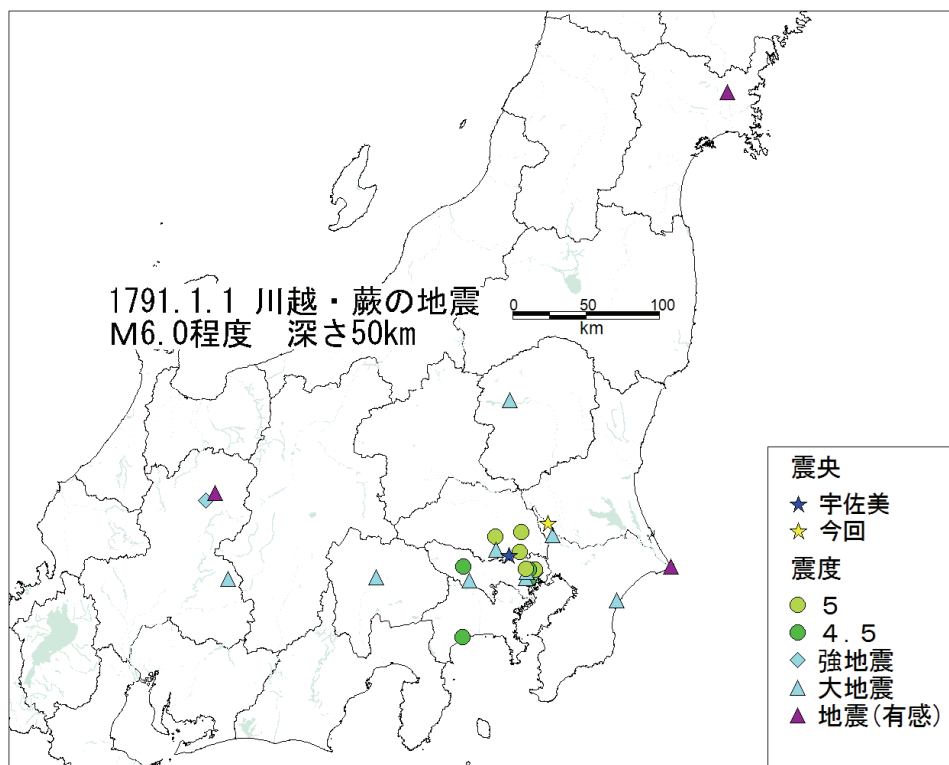 1791.1.1 川越・蕨の地震
M6.0程度 深さ50km
0 50 100
km
震央
宇佐美
今回
震度
5
4.5
強地震
大地震
地震(有感)